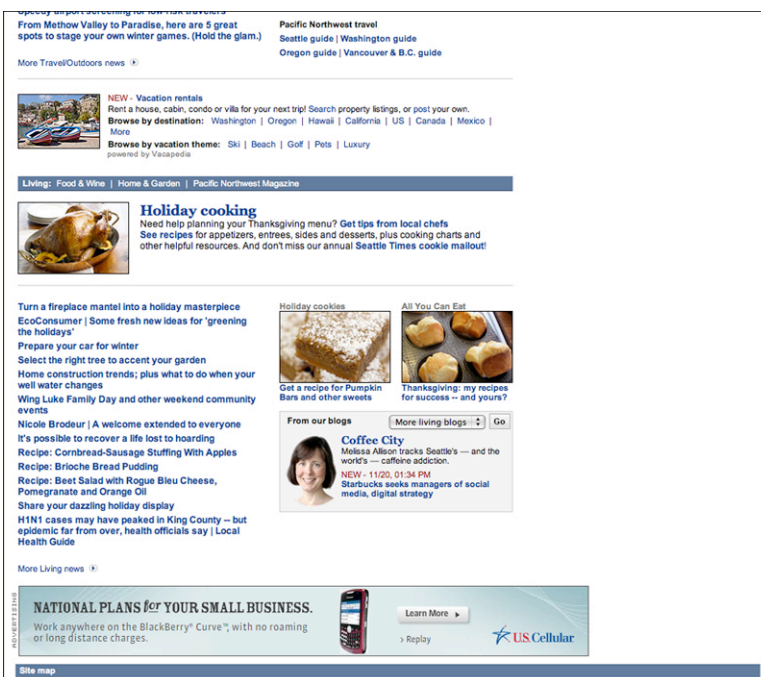 Speedy airport screening for low-risk travelers
From Methow Valley to Paradise, here are 5 great
spots to stage your own winter games. (Hold the glam.)
More Travel/Outdoors news
Pacific Northwest travel
Seattle guide | Washington guide
Oregon guide | Vancouver & B.C. guide
NEW - Vacation rentals
Rent a house, cabin, condo or villa for your next trip! Search property listings, or post your own.
Browse by destination: Washington | Oregon | Hawaii | California | US | Canada | Mexico |
More
Browse by vacation theme: Ski | Beach | Golf | Pets | Luxury
powered by Vacapedia
Living: Food & Wine | Home & Garden | Pacific Northwest Magazine
Holiday cooking
Need help planning your Thanksgiving menu? Get tips from local chefs
See recipes for appetizers, entrees, sides and desserts, plus cooking charts and
other helpful resources. And don't miss our annual Seattle Times cookie mailout!
Turn a fireplace mantel into a holiday masterpiece
EcoConsumer | Some fresh new ideas for 'greening
the holidays'
Prepare your car for winter
Select the right tree to accent your garden
Home construction trends; plus what to do when your
well water changes
Wing Luke Family Day and other weekend community
events
Nicole Brodeur | A welcome extended to everyone
It's possible to recover a life lost to hoarding
Recipe: Cornbread-Sausage Stuffing With Apples
Recipe: Brioche Bread Pudding
Recipe: Beet Salad with Rogue Bleu Cheese,
Pomegranate and Orange Oil
Share your dazzling holiday display
H1N1 cases may have peaked in King County -- but
epidemic far from over, health officials say | Local
Health Guide
More Living news
Holiday cookies
Get a recipe for Pumpkin
Bars and other sweets
All You Can Eat
Thanksgiving: my recipes
for success -- and yours?
From our blogs
More living blogs
Go
Coffee City
Melissa Allison tracks Seattle's — and the
world's — caffeine addiction.
NEW - 11/20, 01:34 PM
Starbucks seeks managers of social
media, digital strategy
ADVERTISING
NATIONAL PLANS for YOUR SMALL BUSINESS.
Work anywhere on the BlackBerry® Curve™, with no roaming
or long distance charges.
Learn More
› Replay
U.S. Cellular
Site map